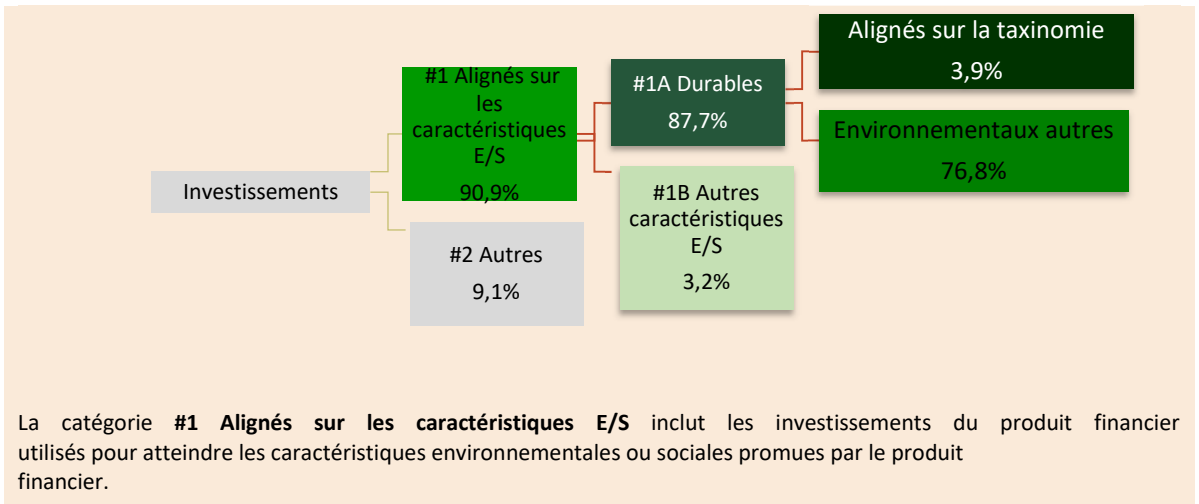 Investissements
#1 Alignés sur
les
caractéristiques
E/S
90,9%
#2 Autres
9,1%
#1A Durables
87,7%
#1B Autres
caractéristiques
E/S
3,2%
Alignés sur la taxinomie
3,9%
Environnementaux autres
76,8%
La catégorie #1 Alignés sur les caractéristiques E/S inclut les investissements du produit financier
utilisés pour atteindre les caractéristiques environnementales ou sociales promues par le produit
financier.